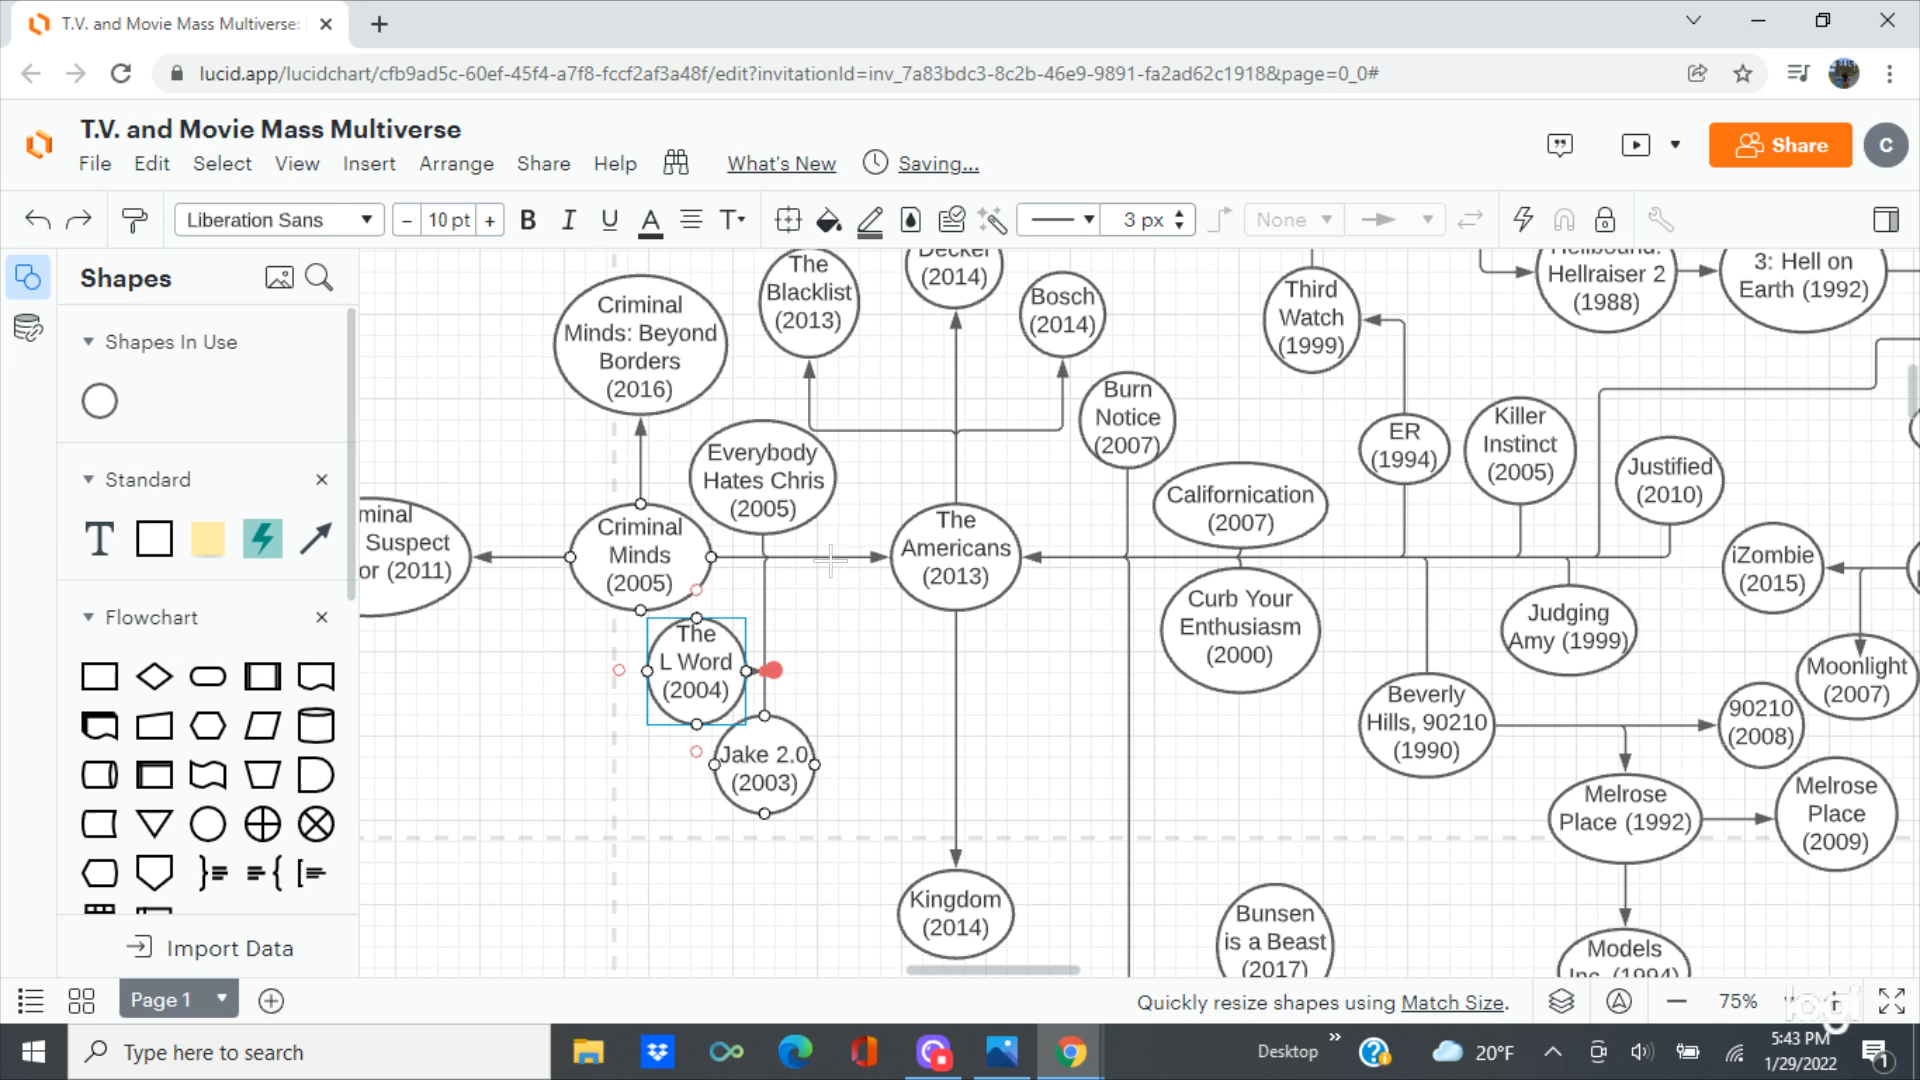 T.V. and Movie Mass Multiverse:
lucid.app/lucidchart/cfb9ad5c-60ef-45f4-a7f8-fccf2af3a48f/edit?invitationId=inv_7a83bdc3-8c2b-46e9-9891-fa2ad62c1918&page=0_0#
T.V. and Movie Mass Multiverse
File Edit Select View Insert Arrange Share Help What's New Saving...
Share
C
Liberation Sans
− 10 pt +
B I U A T
3 px
None
Shapes
Shapes In Use
Standard
T
Flowchart
Import Data
Criminal
Minds: Beyond
Borders
(2016)
The
Blacklist
(2013)
Decker
(2014)
Bosch
(2014)
Third
Watch
(1999)
Hellbound:
Hellraiser 2
(1988)
3: Hell on
Earth (1992)
Burn
Notice
(2007)
Everybody
Hates Chris
(2005)
ER
(1994)
Killer
Instinct
(2005)
Justified
(2010)
Californication
(2007)
minal
Suspect
or (2011)
Criminal
Minds
(2005)
The
Americans
(2013)
iZombie
(2015)
Curb Your
Enthusiasm
(2000)
Judging
Amy (1999)
The
L Word
(2004)
Moonlight
(2007)
Beverly
Hills, 90210
(1990)
90210
(2008)
Jake 2.0
(2003)
Melrose
Place (1992)
Melrose
Place
(2009)
Kingdom
(2014)
Bunsen
is a Beast
(2017)
Models
Inc. (1994)
Page 1
Quickly resize shapes using Match Size.
75%
logi
Type here to search
Desktop
20°F
5:43 PM
1/29/2022
1